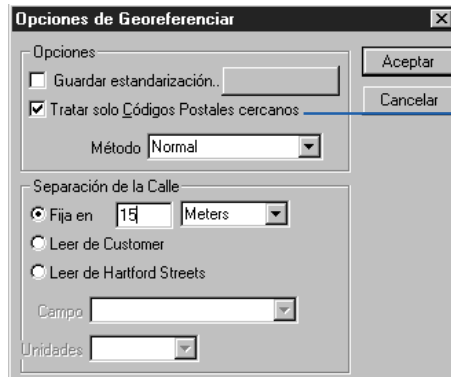 Opciones de Georeferenciar
Opciones
Aceptar
Guardar estandarización..
Tratar solo Códigos Postales cercanos
Cancelar
Método Normal
Separación de la Calle
Fija en 15 Meters
Leer de Customer
Leer de Hartford Streets
Campo
Unidades